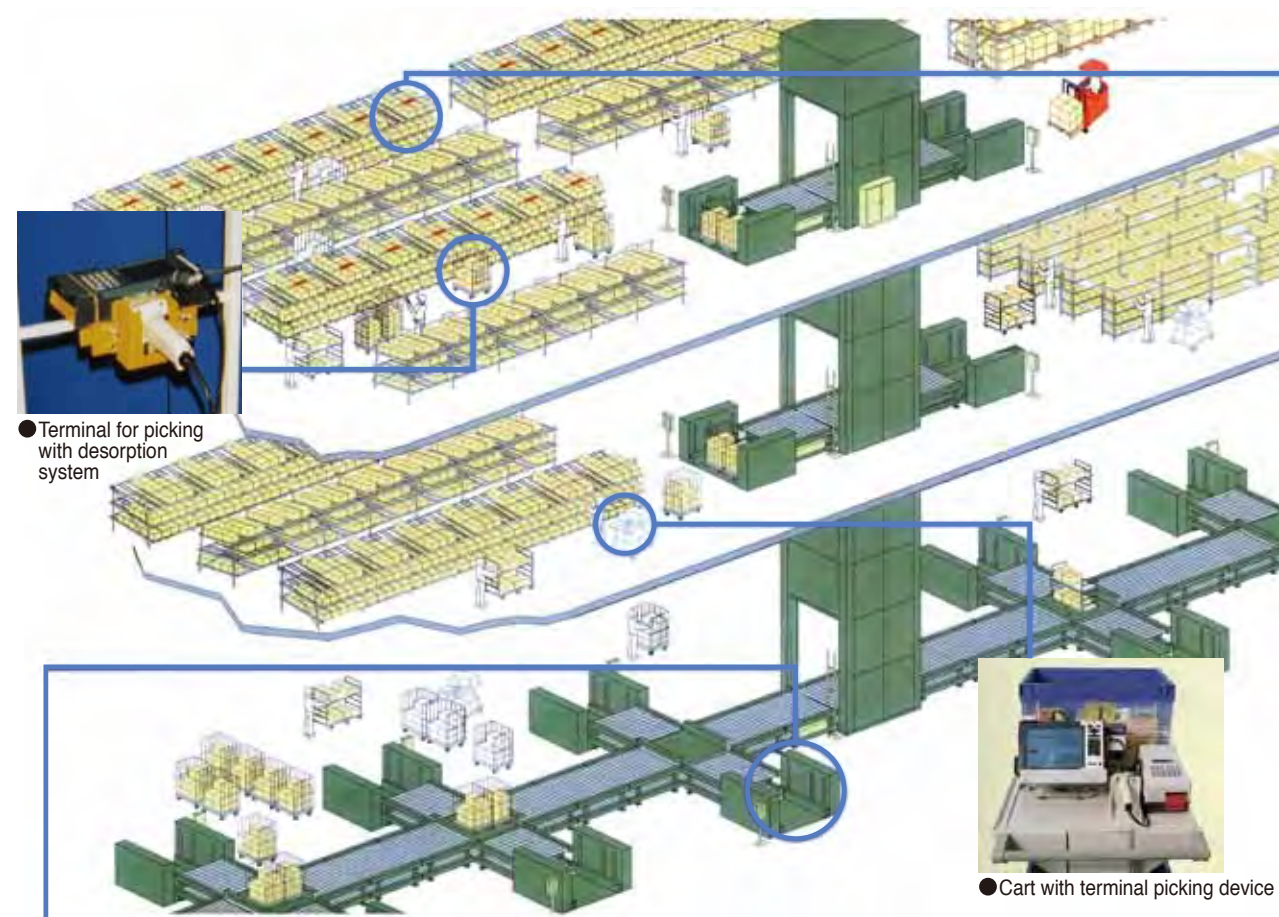 ●Terminal for picking
with desorption
system
●Cart with terminal picking device